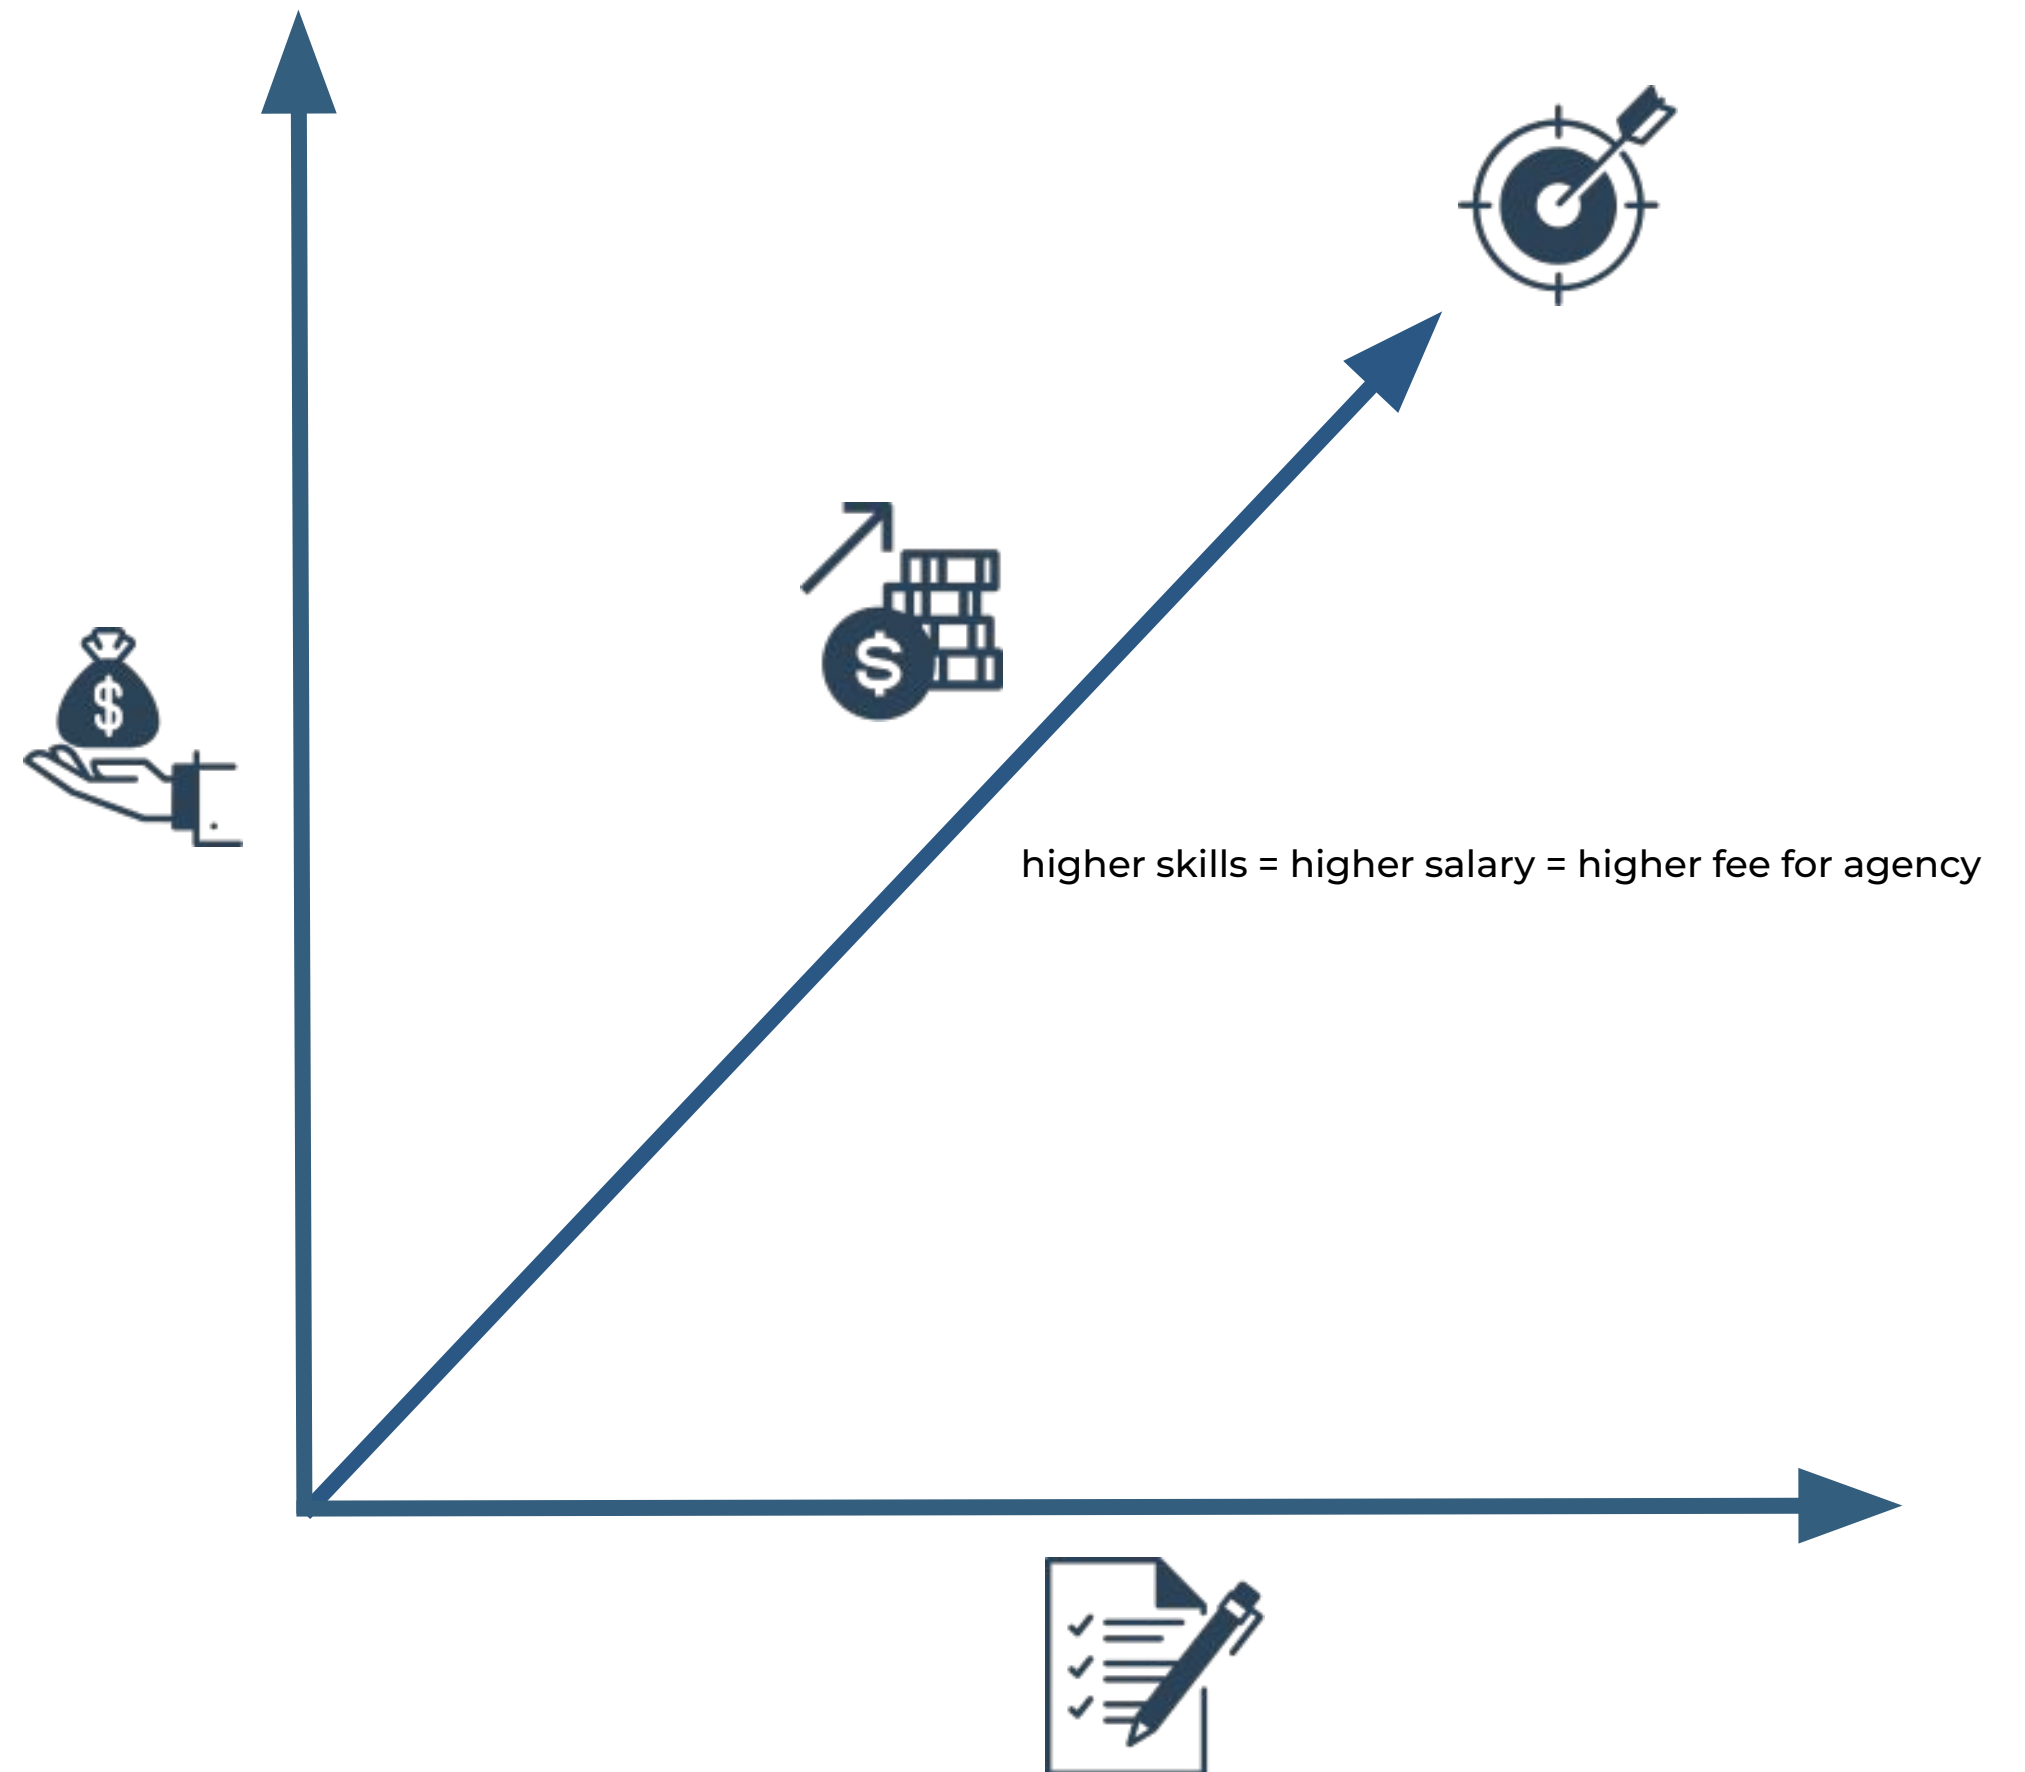 $
$
higher skills = higher salary = higher fee for agency